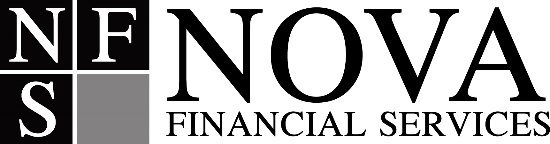 NF
S
NOVA
FINANCIAL SERVICES